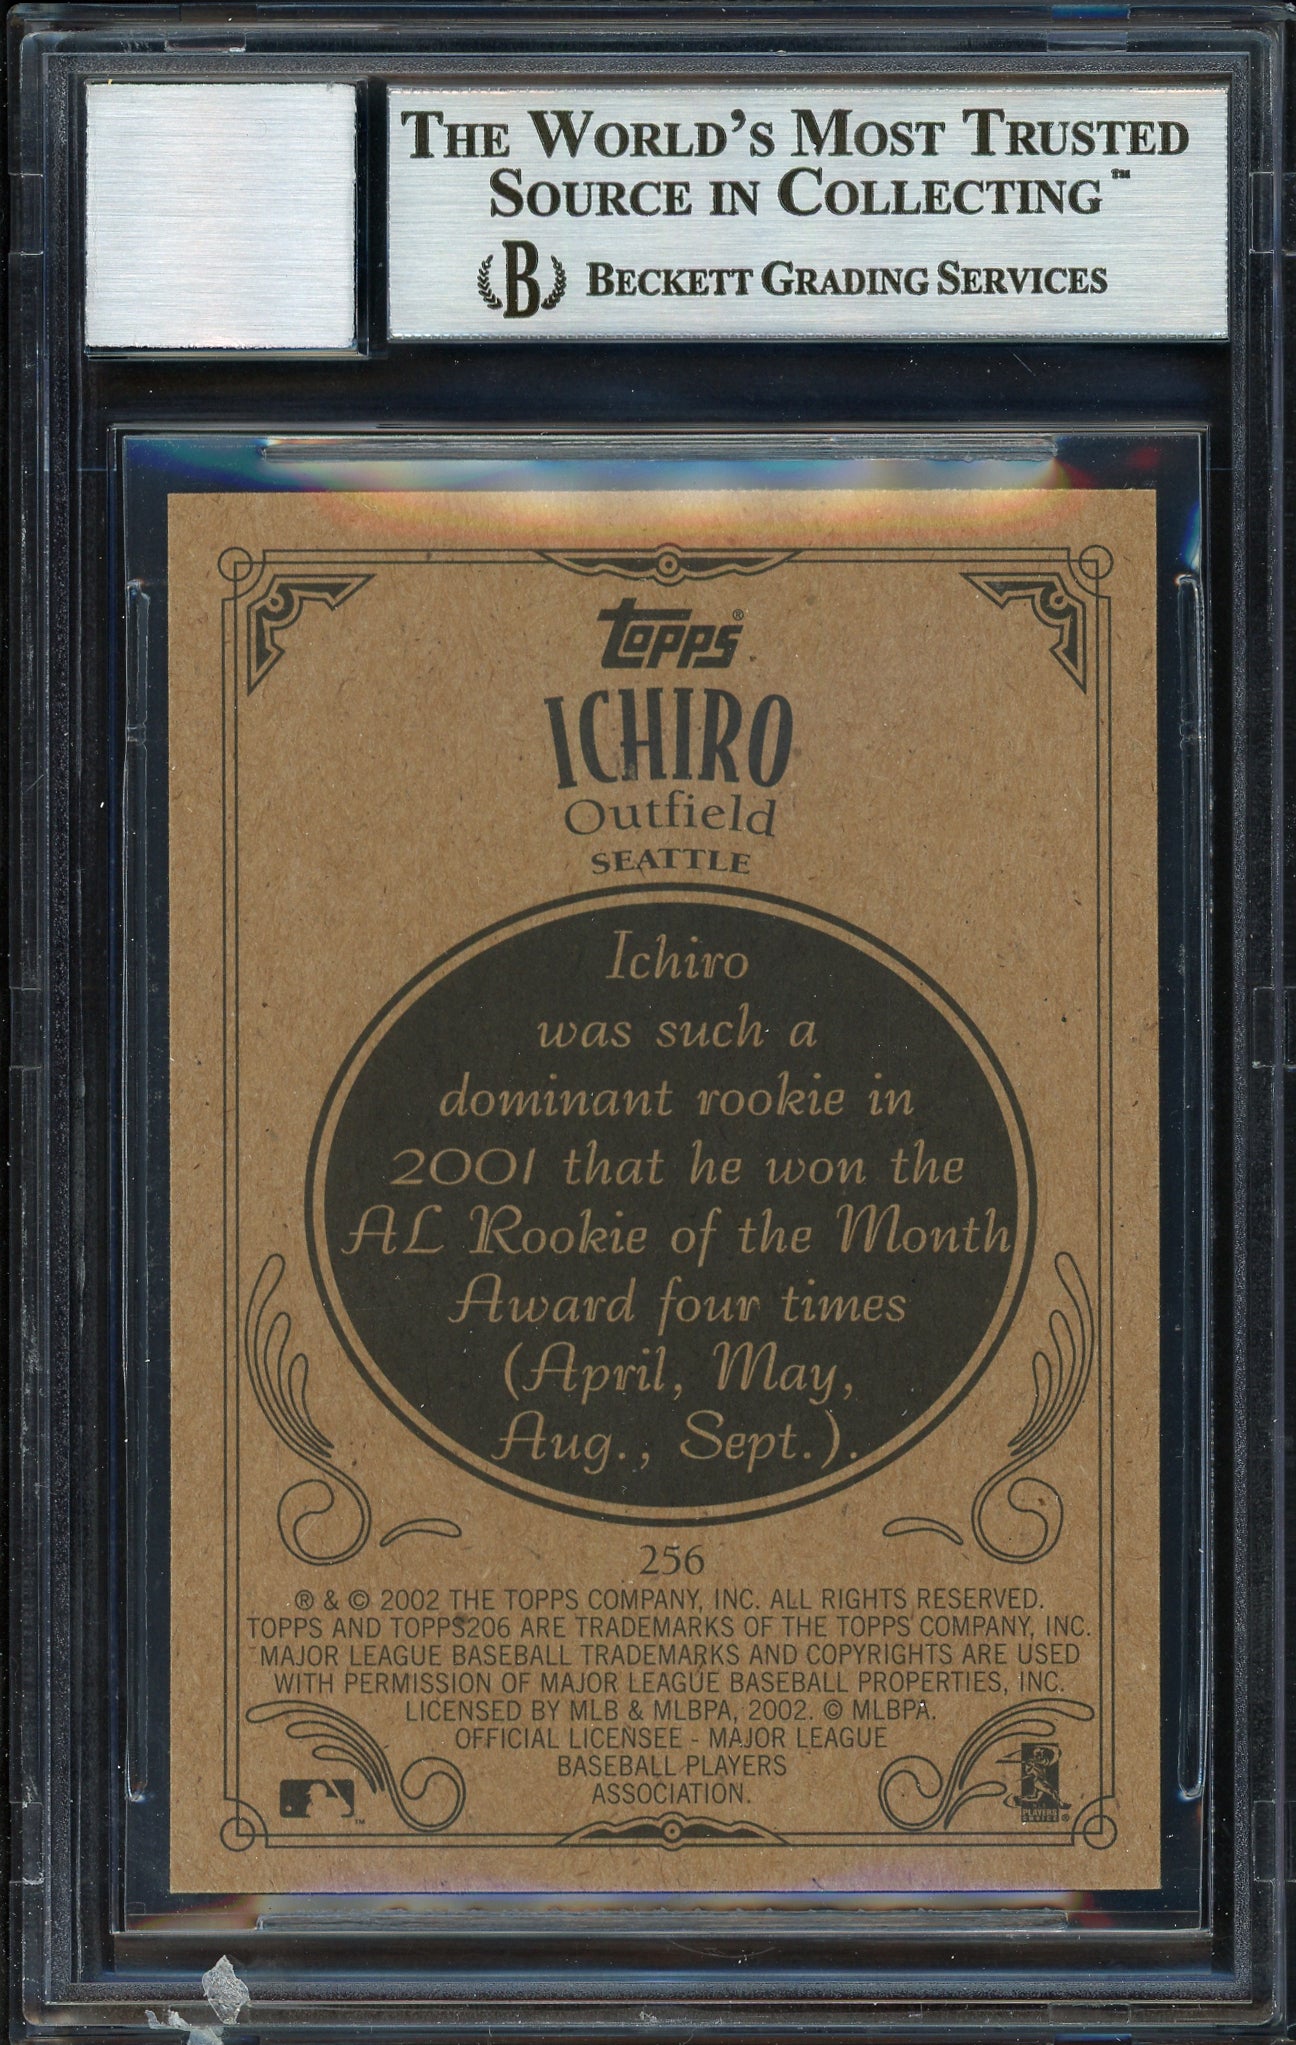 THE WORLD'S MOST TRUSTED
SOURCE IN COLLECTING™
B BECKETT GRADING SERVICES
Topps®
ICHIRO
Outfield
SEATTLE
Ichiro
was such a
dominant rookie in
2001 that he won the
AL Rookie of the Month
Award four times
(April, May,
Aug., Sept.).
256
® & © 2002 THE TOPPS COMPANY, INC. ALL RIGHTS RESERVED.
TOPPS AND TOPPS206 ARE TRADEMARKS OF THE TOPPS COMPANY, INC.
MAJOR LEAGUE BASEBALL TRADEMARKS AND COPYRIGHTS ARE USED
WITH PERMISSION OF MAJOR LEAGUE BASEBALL PROPERTIES, INC.
LICENSED BY MLB & MLBPA, 2002. © MLBPA.
OFFICIAL LICENSEE - MAJOR LEAGUE
BASEBALL PLAYERS
ASSOCIATION.
™
PLAYERS
CHOICE ®